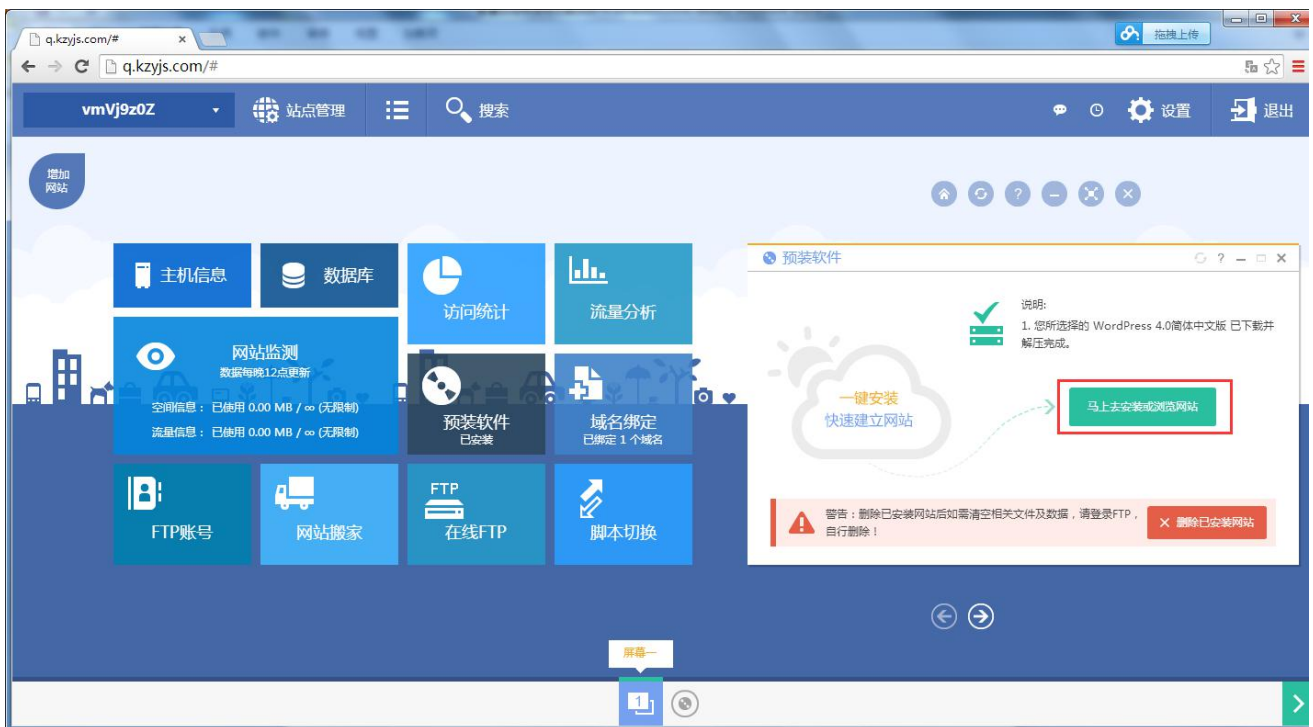 q.kzyjs.com/#
拖拽上传
q.kzyjs.com/#
vmVj9z0Z
站点管理
搜索
设置
退出
增加
网站
主机信息
数据库
访问统计
流量分析
网站监测
数据每晚12点更新
空间信息： 已使用 0.00 MB / ∞ (无限制)
流量信息： 已使用 0.00 MB / ∞ (无限制)
预装软件
已安装
域名绑定
已绑定 1 个域名
FTP账号
网站搬家
FTP
在线FTP
脚本切换
预装软件
说明:
1. 您所选择的 WordPress 4.0简体中文版 已下载并
解压完成。
一键安装
快速建立网站
马上去安装或浏览网站
警告：删除已安装网站后如需清空相关文件及数据，请登录FTP，
自行删除！
删除已安装网站
屏幕一
1